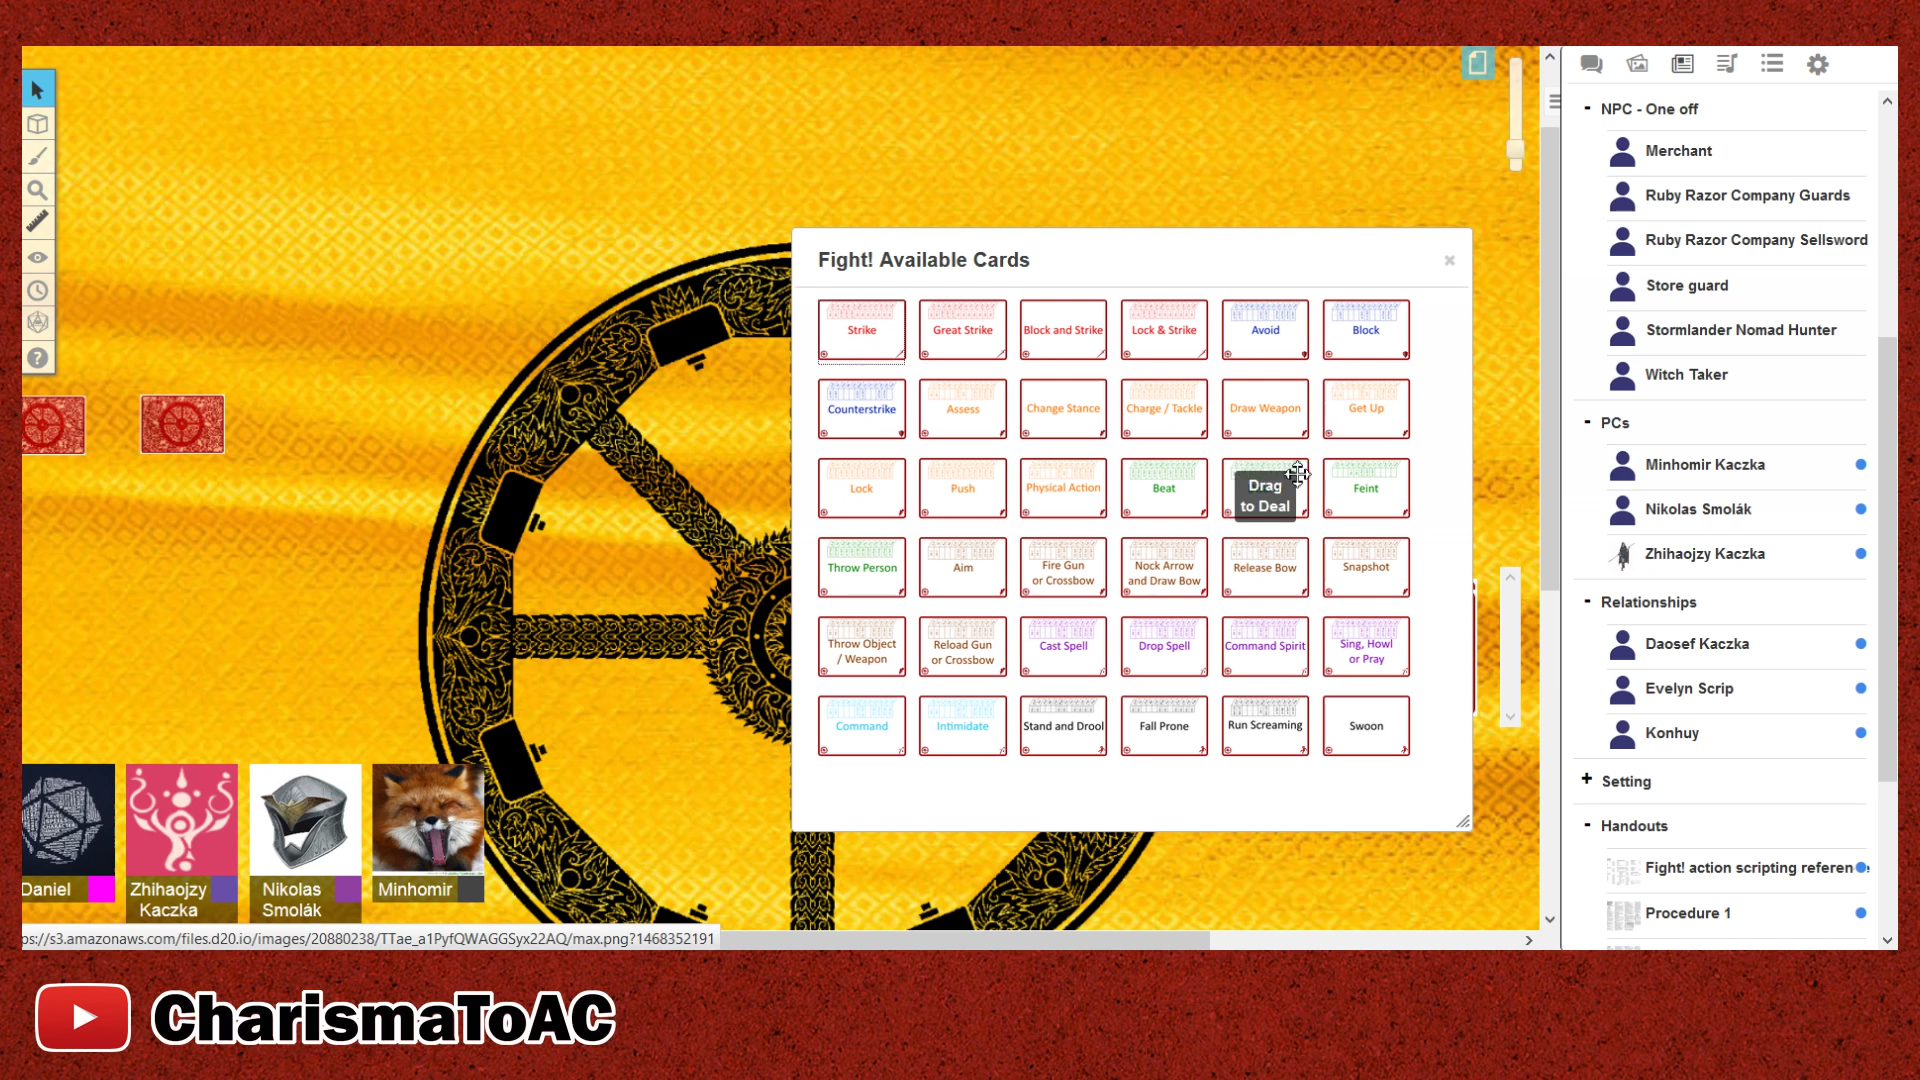 Fight! Available Cards
Strike
Great Strike
Block and Strike
Lock & Strike
Avoid
Block
Counterstrike
Assess
Change Stance
Charge / Tackle
Draw Weapon
Get Up
Lock
Push
Physical Action
Beat
Drag
to Deal
Feint
Throw Person
Aim
Fire Gun
or Crossbow
Nock Arrow
and Draw Bow
Release Bow
Snapshot
Throw Object
/ Weapon
Reload Gun
or Crossbow
Cast Spell
Drop Spell
Command Spirit
Sing, Howl
or Pray
Command
Intimidate
Stand and Drool
Fall Prone
Run Screaming
Swoon
NPC - One off
Merchant
Ruby Razor Company Guards
Ruby Razor Company Sellsword
Store guard
Stormlander Nomad Hunter
Witch Taker
PCs
Minhomir Kaczka
Nikolas Smolák
Zhihaojzy Kaczka
Relationships
Daosef Kaczka
Evelyn Scrip
Konhuy
Setting
Handouts
Fight! action scripting referen
Procedure 1
Daniel
Zhihaojzy
Kaczka
Nikolas
Smolák
Minhomir
ps://s3.amazonaws.com/files.d20.io/images/20880238/TTae_a1PyfQWAGGSyx22AQ/max.png?1468352191
CharismaToAC